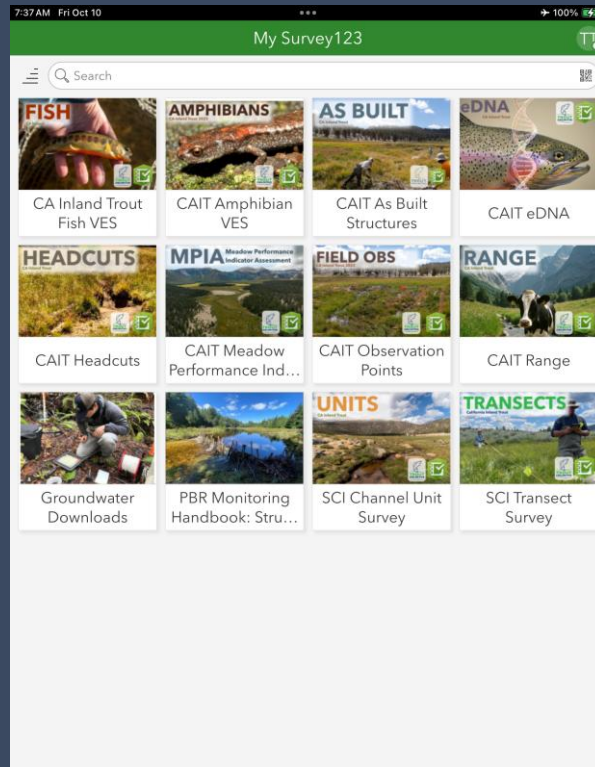 7:37 AM Fri Oct 10
100%
My Survey123
Search
FISH
AMPHIBIANS
AS BUILT
eDNA
CA Inland Trout
Fish VES
CAIT Amphibian
VES
CAIT As Built
Structures
CAIT eDNA
HEADCUTS
MPIA Meadow Performance
Indicator Assessment
FIELD OBS
RANGE
CAIT Headcuts
CAIT Meadow
Performance Ind...
CAIT Observation
Points
CAIT Range
UNITS
TRANSECTS
California Inland Trout
Groundwater
Downloads
PBR Monitoring
Handbook: Stru...
SCI Channel Unit
Survey
SCI Transect
Survey